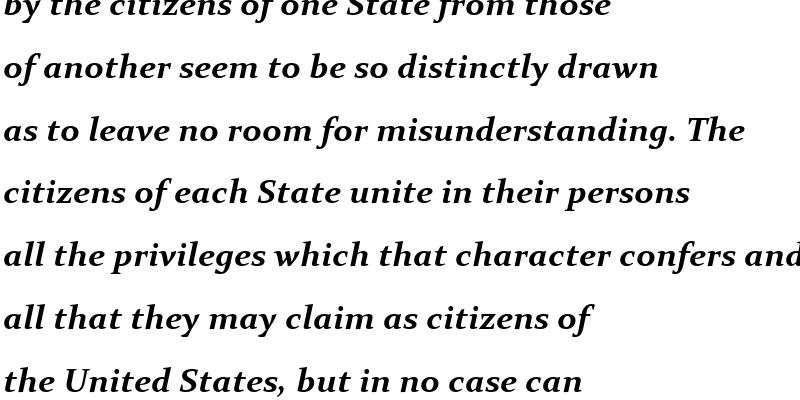 by the citizens of one State from those
of another seem to be so distinctly drawn
as to leave no room for misunderstanding. The
citizens of each State unite in their persons
all the privileges which that character confers and
all that they may claim as citizens of
the United States, but in no case can